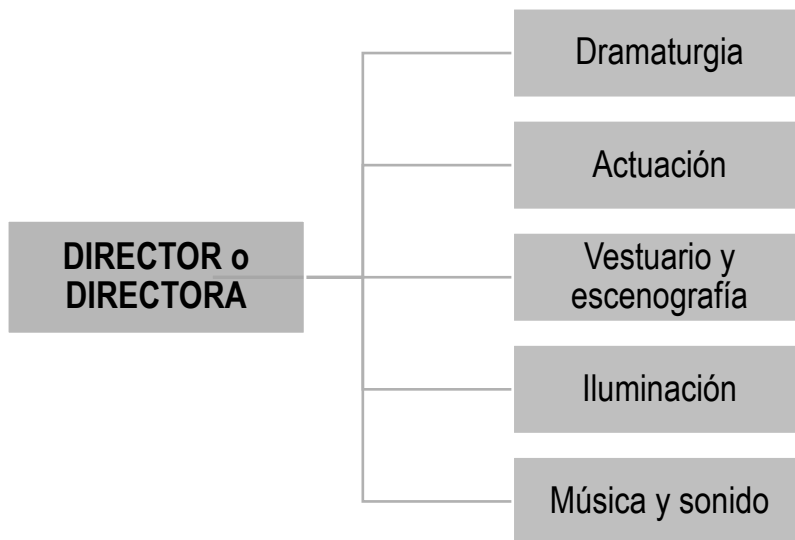 DIRECTOR o
DIRECTORA
Dramaturgia
Actuación
Vestuario y
escenografía
Iluminación
Música y sonido